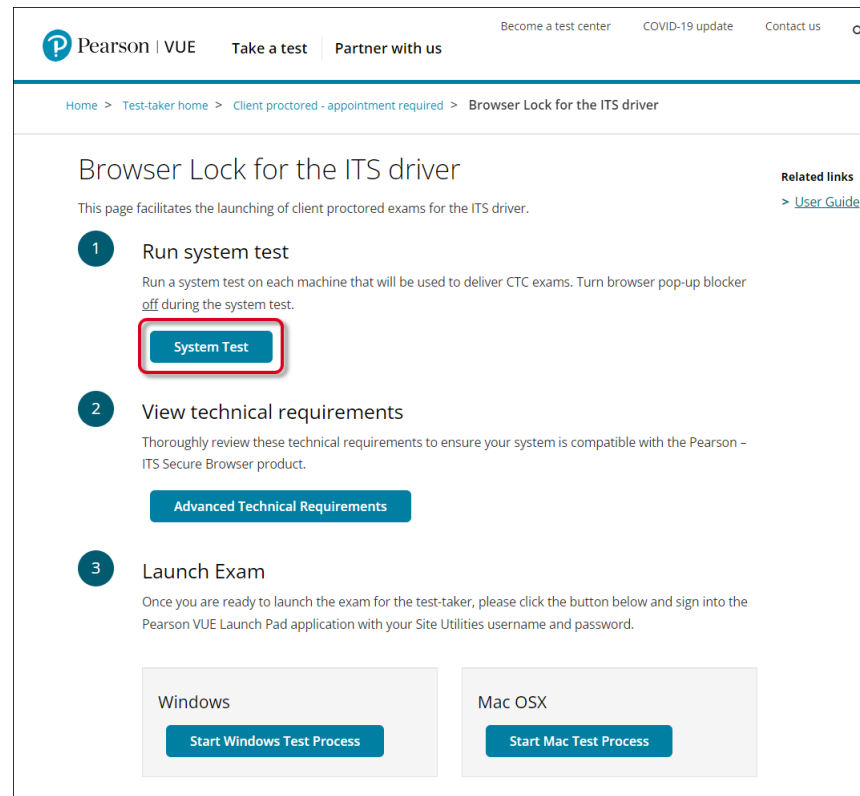 Become a test center COVID-19 update Contact us
Pearson | VUE Take a test Partner with us
Home > Test-taker home > Client proctored - appointment required > Browser Lock for the ITS driver
Browser Lock for the ITS driver
Related links
> User Guide
This page facilitates the launching of client proctored exams for the ITS driver.
1 Run system test
Run a system test on each machine that will be used to deliver CTC exams. Turn browser pop-up blocker
off during the system test.
System Test
2 View technical requirements
Thoroughly review these technical requirements to ensure your system is compatible with the Pearson –
ITS Secure Browser product.
Advanced Technical Requirements
3 Launch Exam
Once you are ready to launch the exam for the test-taker, please click the button below and sign into the
Pearson VUE Launch Pad application with your Site Utilities username and password.
Windows
Start Windows Test Process
Mac OSX
Start Mac Test Process